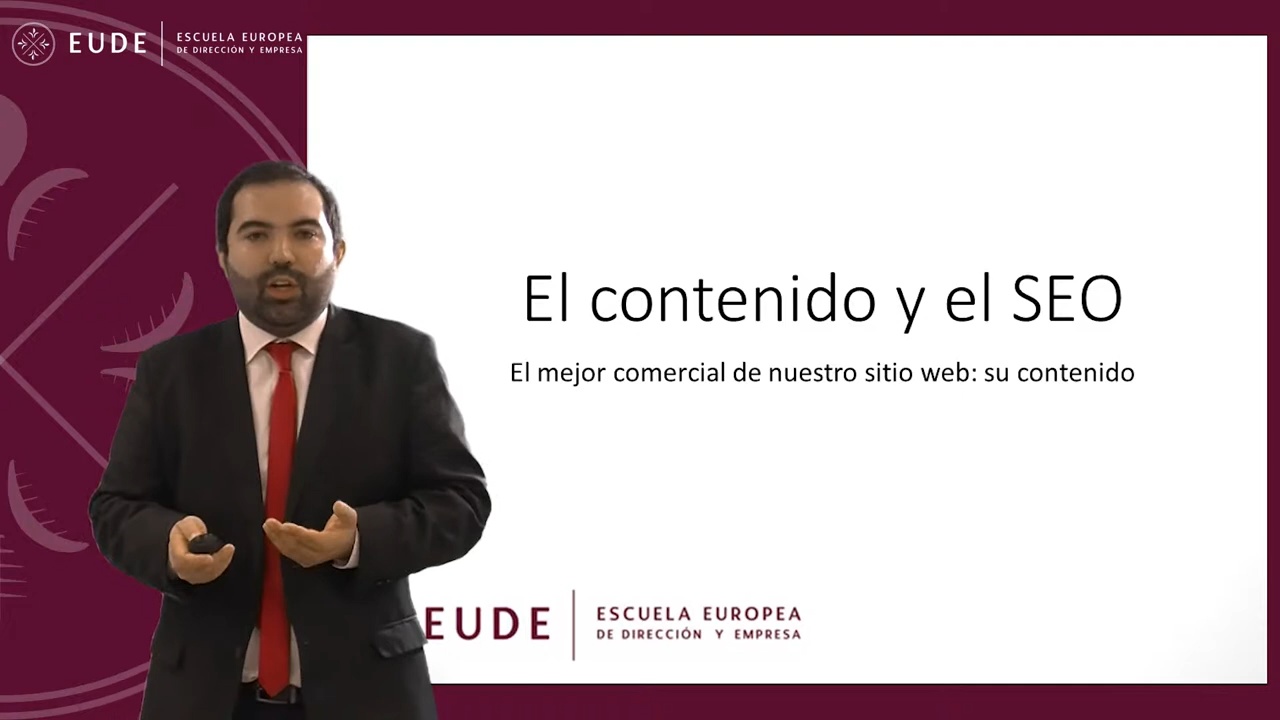 EUDE
ESCUELA EUROPEA
DE DIRECCIÓN Y EMPRESA
El contenido y el SEO
El mejor comercial de nuestro sitio web: su contenido
EUDE
ESCUELA EUROPEA
DE DIRECCIÓN Y EMPRESA